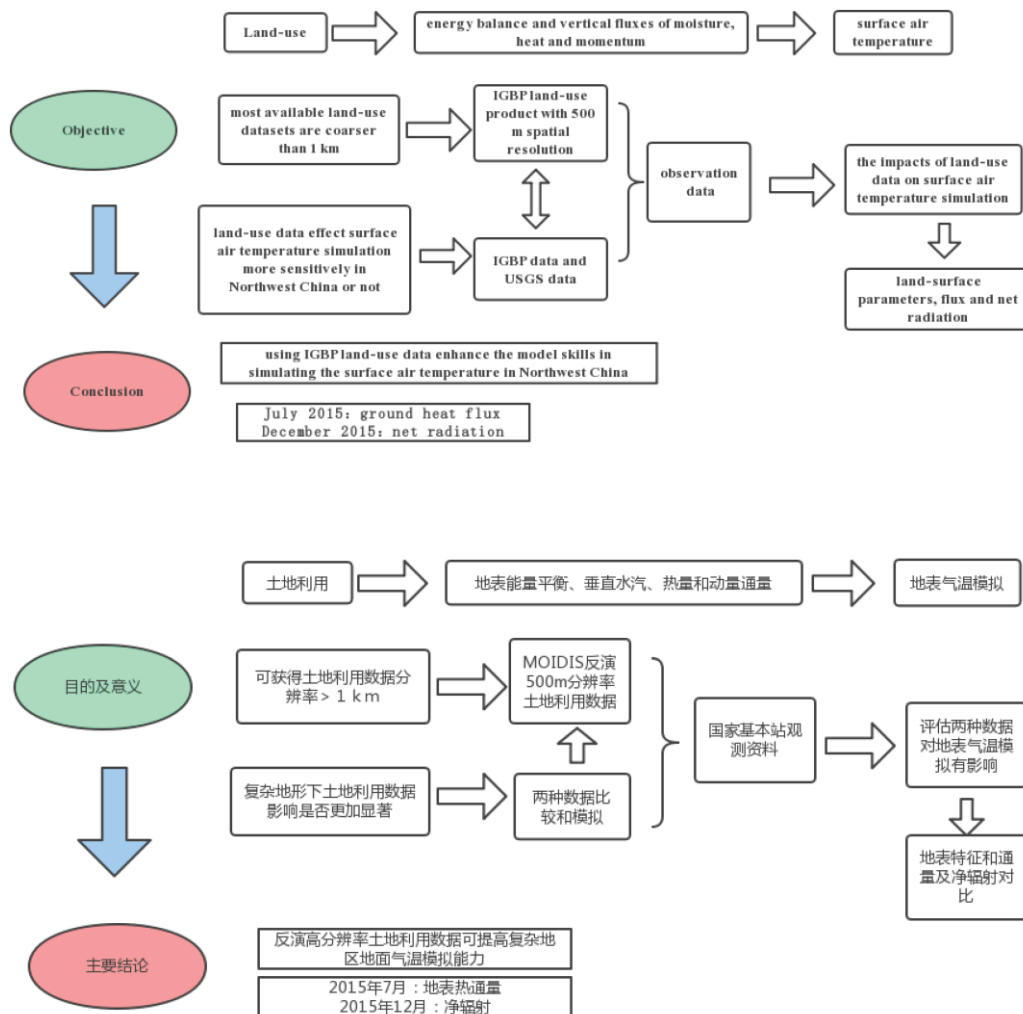 Land-use
energy balance and vertical fluxes of moisture,
heat and momentum
surface air
temperature
Objective
most available land-use
datasets are coarser
than 1 km
IGBP land-use
product with 500
m spatial
resolution
observation
data
the impacts of land-use
data on surface air
temperature simulation
land-use data effect surface
air temperature simulation
more sensitively in
Northwest China or not
IGBP data and
USGS data
land-surface
parameters, flux and net
radiation
Conclusion
using IGBP land-use data enhance the model skills in
simulating the surface air temperature in Northwest China
July 2015: ground heat flux
December 2015: net radiation
土地利用
地表能量平衡、垂直水汽、热量和动量通量
地表气温模拟
目的及意义
可获得土地利用数据分
辨率＞１ｋｍ
MOIDIS反演
500m分辨率
土地利用数据
国家基本站观
测资料
评估两种数据
对地表气温模
拟有影响
复杂地形下土地利用数据
影响是否更加显著
两种数据比
较和模拟
地表特征和通
量及净辐射对
比
主要结论
反演高分辨率土地利用数据可提高复杂地
区地面气温模拟能力
2015年7月：地表热通量
2015年12月：净辐射